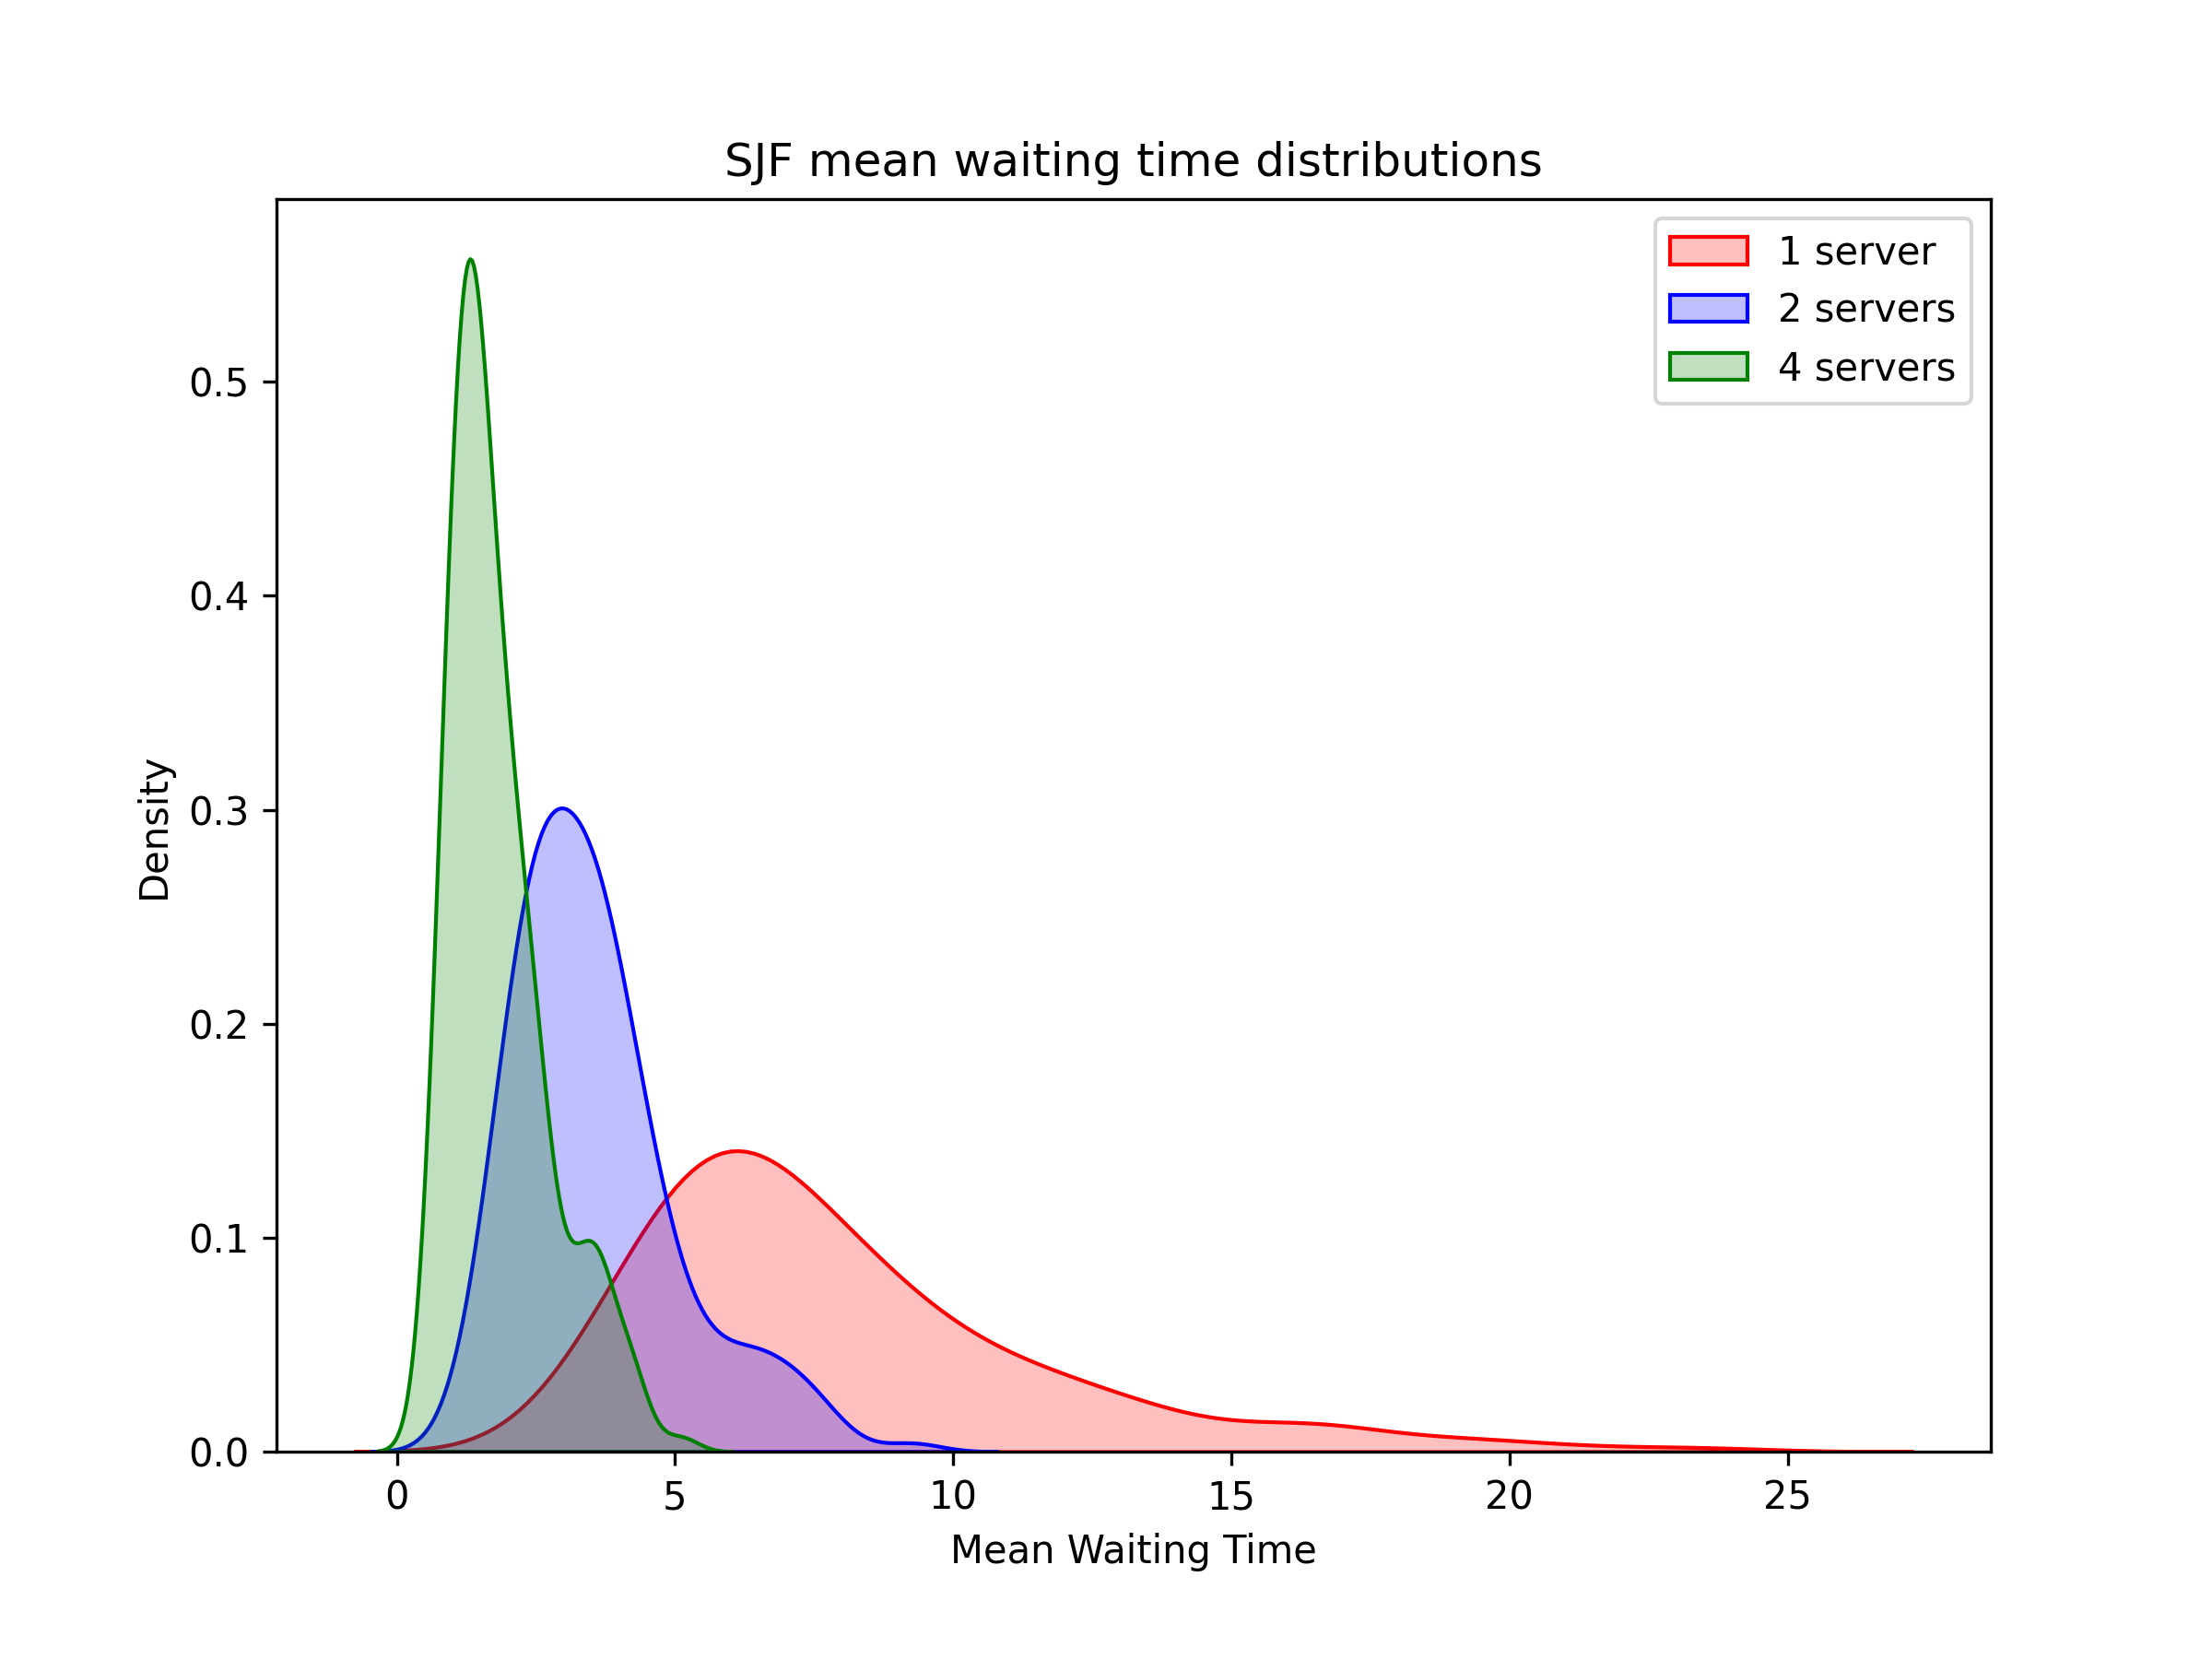 SJF mean waiting time distributions
1 server
2 servers
4 servers
Density
0.5
0.4
0.3
0.2
0.1
0.0
0 5 10 15 20 25
Mean Waiting Time